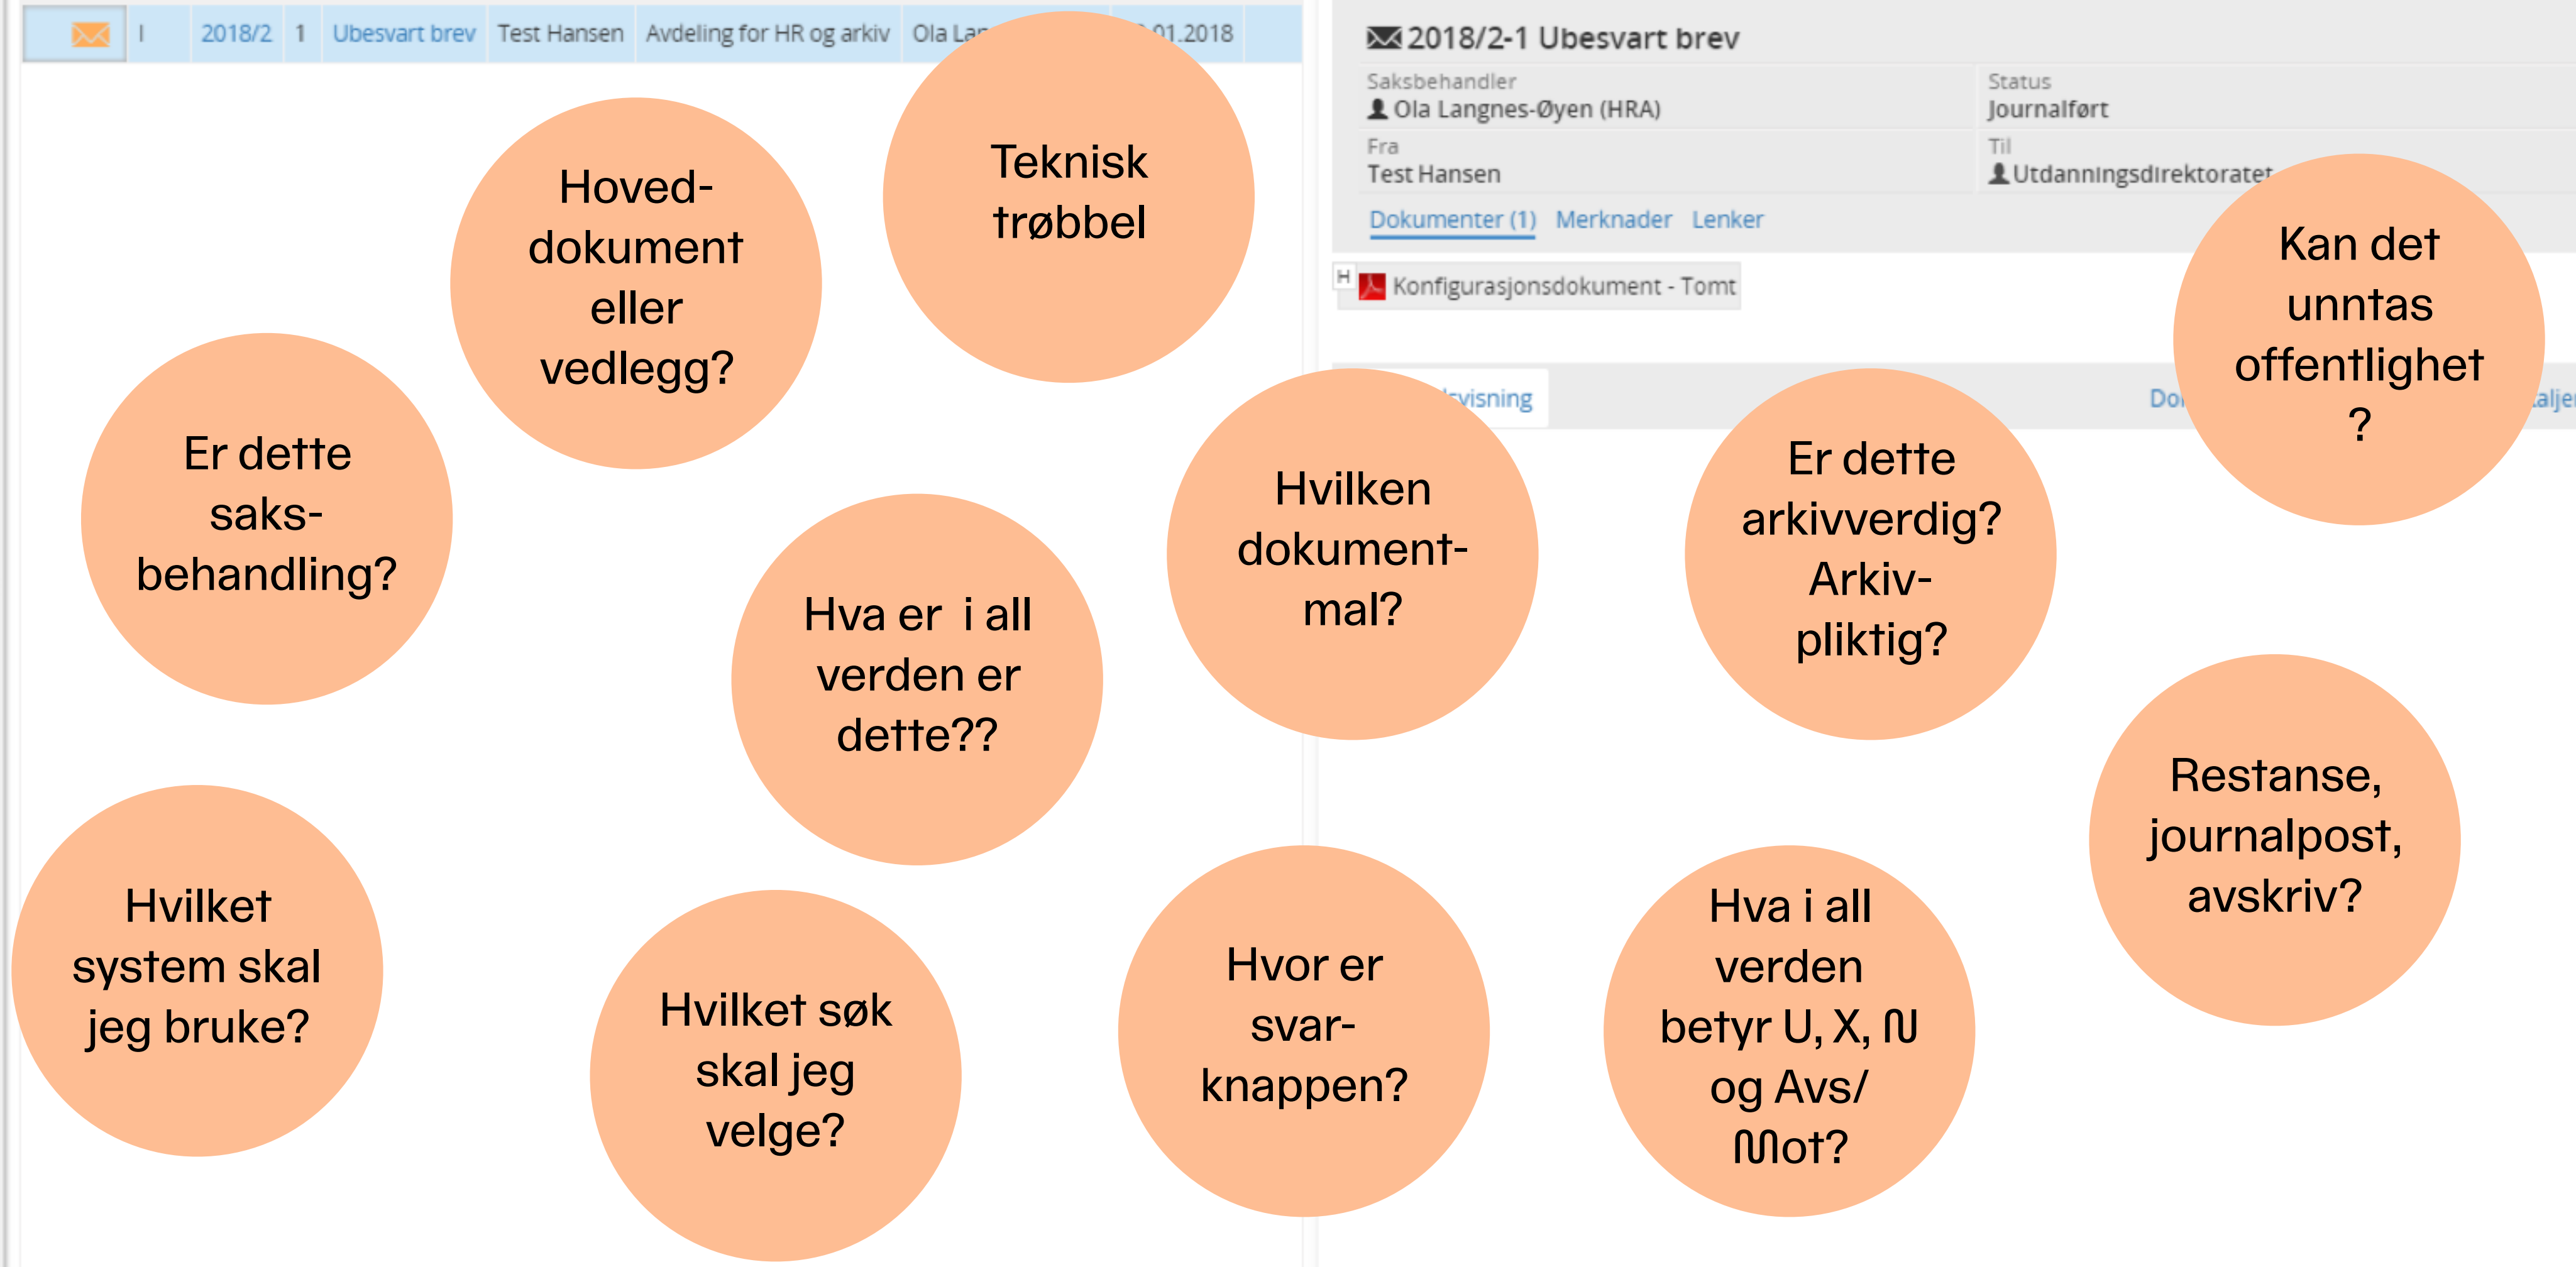 I 2018/2 1 Ubesvart brev Test Hansen Avdeling for HR og arkiv Ola 01.2018
2018/2-1 Ubesvart brev
Saksbehandler
Ola Langnes-Øyen (HRA)
Status
Journalført
Fra
Test Hansen
Til
Utdanningsdirektoratet
Dokumenter (1) Merknader Lenker
H Konfigurasjonsdokument - Tomt
Teknisk
trøbbel
Hoved-
dokument
eller
vedlegg?
Kan det
unntas
offentlighet
?
Er dette
saks-
behandling?
Hvilken
dokument-
mal?
Er dette
arkivverdig?
Arkiv-
pliktig?
Hva er i all
verden er
dette??
Restanse,
journalpost,
avskriv?
Hvilket
system skal
jeg bruke?
Hvilket søk
skal jeg
velge?
Hvor er
svar-
knappen?
Hva i all
verden
betyr U, X, N
og Avs/
Mot?